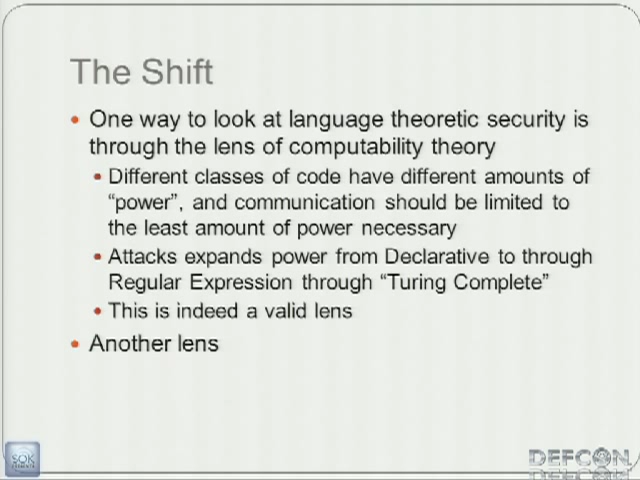 The Shift
One way to look at language theoretic security is
through the lens of computability theory
Different classes of code have different amounts of
"power", and communication should be limited to
the least amount of power necessary
Attacks expands power from Declarative to through
Regular Expression through "Turing Complete"
This is indeed a valid lens
Another lens
SOK
DEFCON